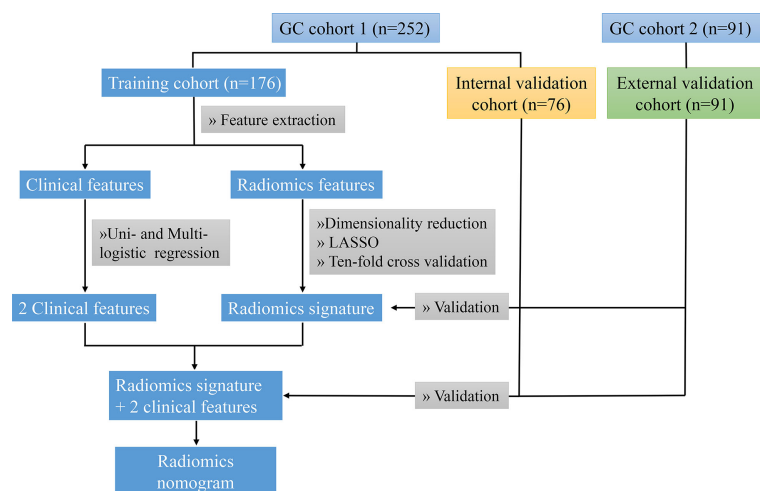 GC cohort 1 (n=252)
GC cohort 2 (n=91)
Training cohort (n=176)
Internal validation
cohort (n=76)
External validation
cohort (n=91)
» Feature extraction
Clinical features
Radiomics features
»Uni- and Multi-
logistic regression
»Dimensionality reduction
» LASSO
» Ten-fold cross validation
2 Clinical features
Radiomics signature
» Validation
Radiomics signature
+ 2 clinical features
» Validation
Radiomics
nomogram